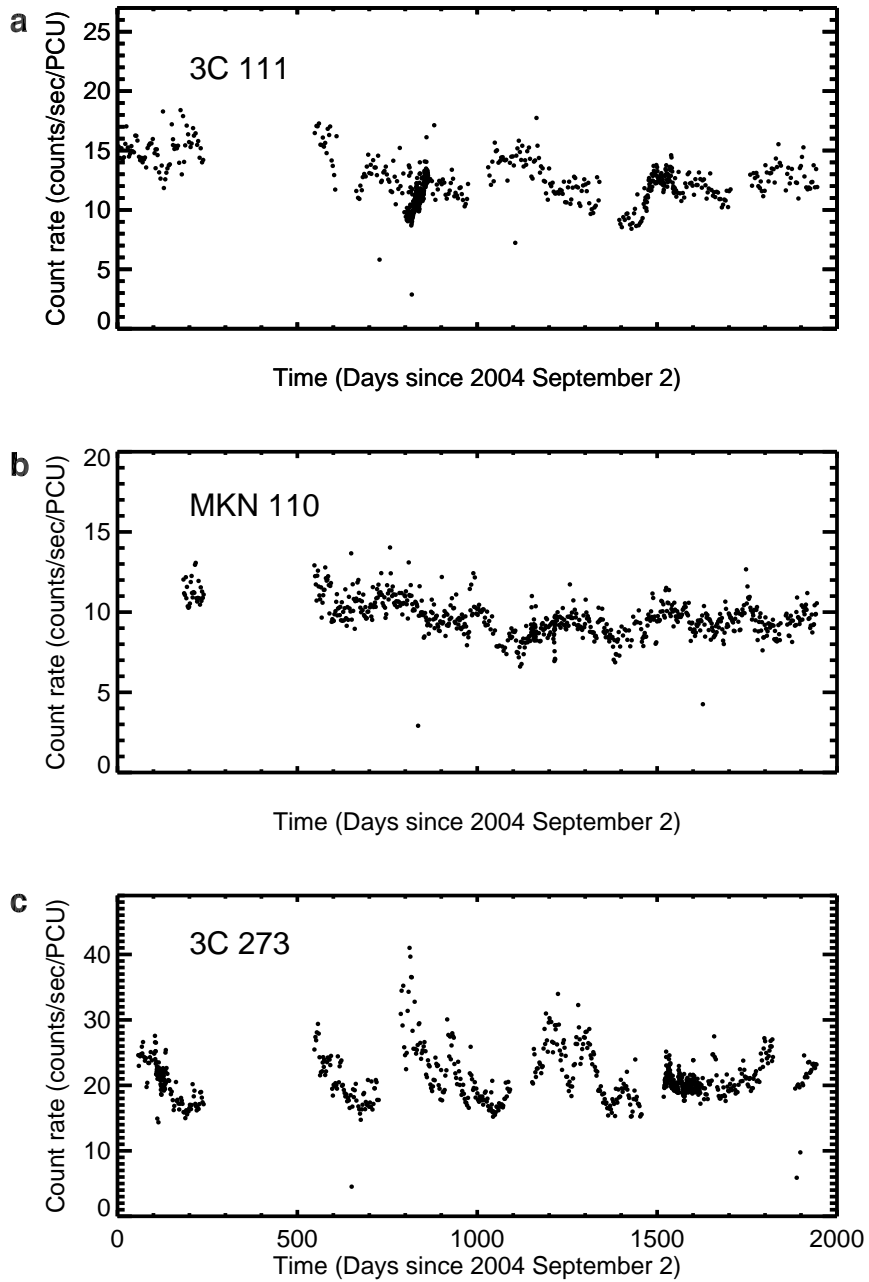 a
3C 111
25
20
15
10
5
0
Count rate (counts/sec/PCU)
Time (Days since 2004 September 2)
b
MKN 110
20
15
10
5
0
Count rate (counts/sec/PCU)
Time (Days since 2004 September 2)
c
3C 273
40
30
20
10
0
Count rate (counts/sec/PCU)
0 500 1000 1500 2000
Time (Days since 2004 September 2)